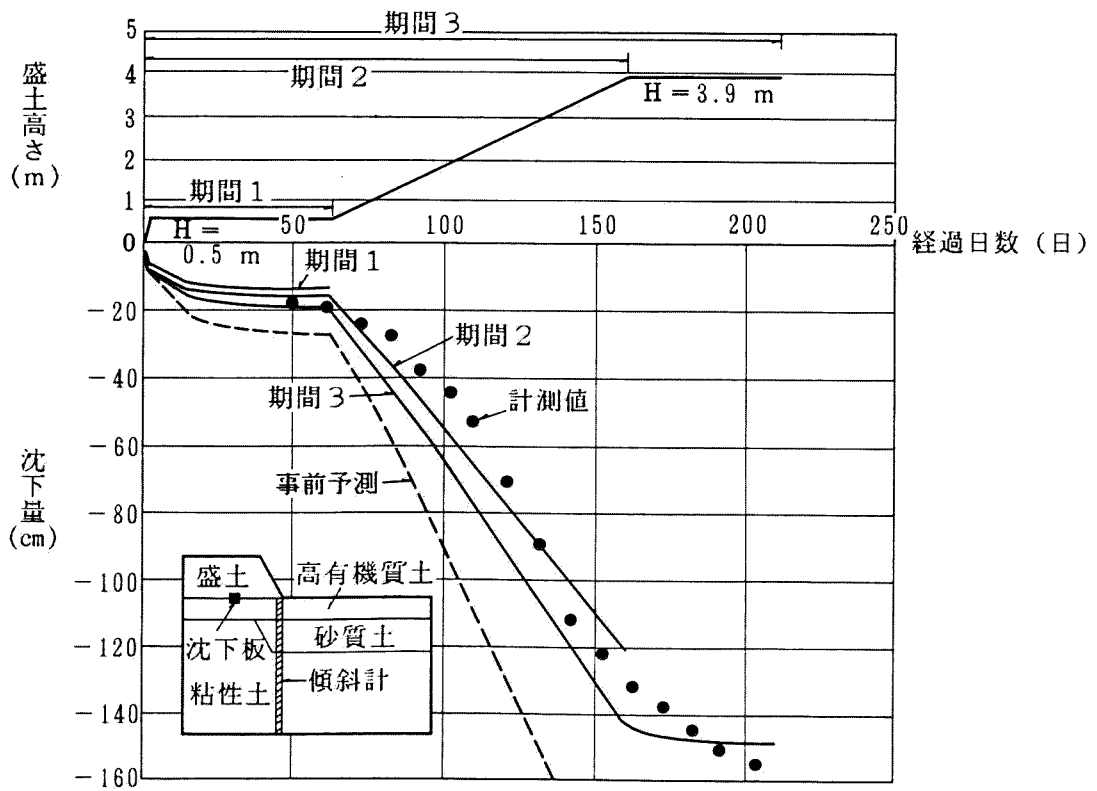 期間3
期間2
H=3.9 m
期間1
H=
0.5 m
盛土高さ(m)
5
4
3
2
1
0
50
100
150
200
250
経過日数(日)
期間1
期間2
期間3
計測値
事前予測
沈下量(cm)
-20
-40
-60
-80
-100
-120
-140
-160
盛土
高有機質土
沈下板
砂質土
粘性土
傾斜計